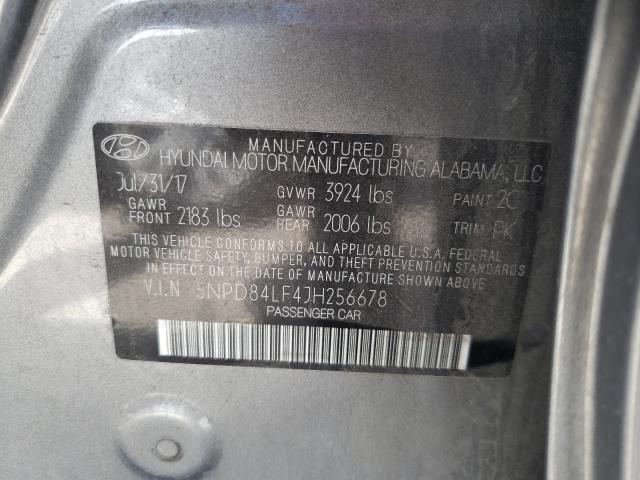 MANUFACTURED BY
HYUNDAI MOTOR MANUFACTURING ALABAMA, LLC
Jul/31/17 GVWR 3924 lbs PAINT 2C
GAWR FRONT 2183 lbs GAWR REAR 2006 lbs TRIM PK
THIS VEHICLE CONFORMS TO ALL APPLICABLE U.S.A. FEDERAL
MOTOR VEHICLE SAFETY, BUMPER, AND THEFT PREVENTION
STANDARDS IN EFFECT ON THE DATE OF MANUFACTURE SHOWN ABOVE.
V.I.N 5NPD84LF4JH256678
PASSENGER CAR